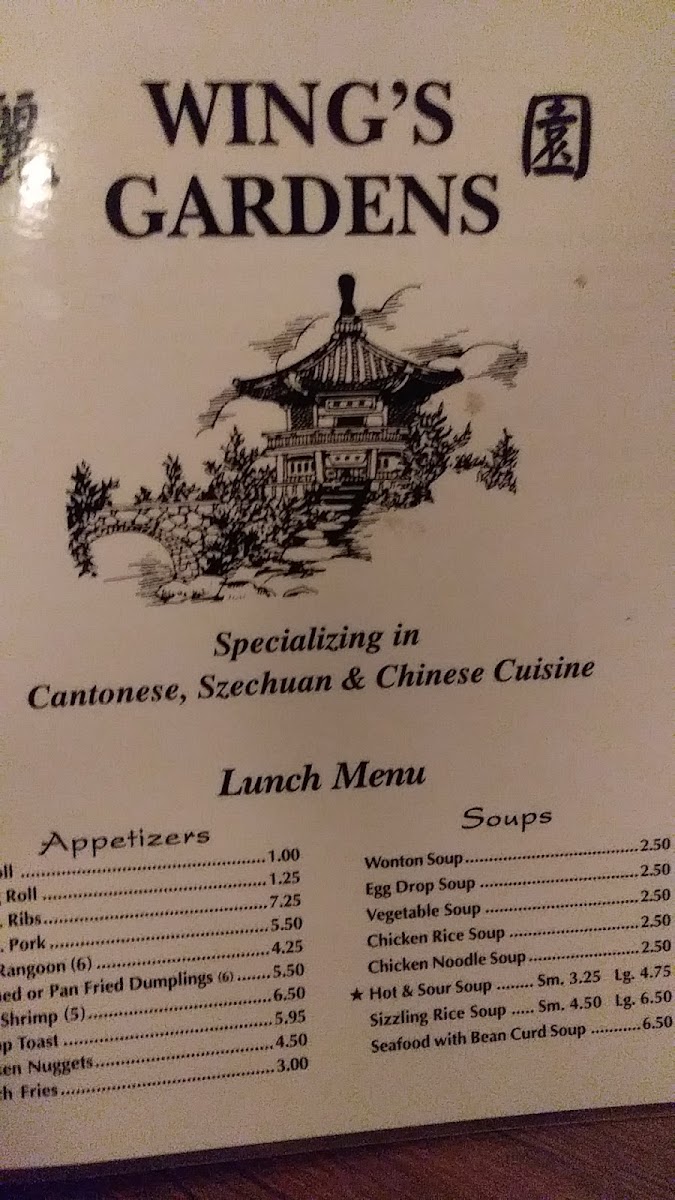 麗 園
WING'S
GARDENS
Specializing in
Cantonese, Szechuan & Chinese Cuisine
Lunch Menu
Appetizers
ll ........ 1.00
Roll ........ 1.25
. Ribs ........ 7.25
. Pork ........ 5.50
Rangoon (6) ........ 4.25
ed or Pan Fried Dumplings (6) ....... 5.50
Shrimp (5) ........ 6.50
p Toast ........ 5.95
en Nuggets ........ 4.50
h Fries ........ 3.00
Soups
Wonton Soup ........ 2.50
Egg Drop Soup ........ 2.50
Vegetable Soup ........ 2.50
Chicken Rice Soup ........ 2.50
Chicken Noodle Soup ........ 2.50
★ Hot & Sour Soup ........ Sm. 3.25 Lg. 4.75
Sizzling Rice Soup ..... Sm. 4.50 Lg. 6.50
Seafood with Bean Curd Soup ........... 6.50